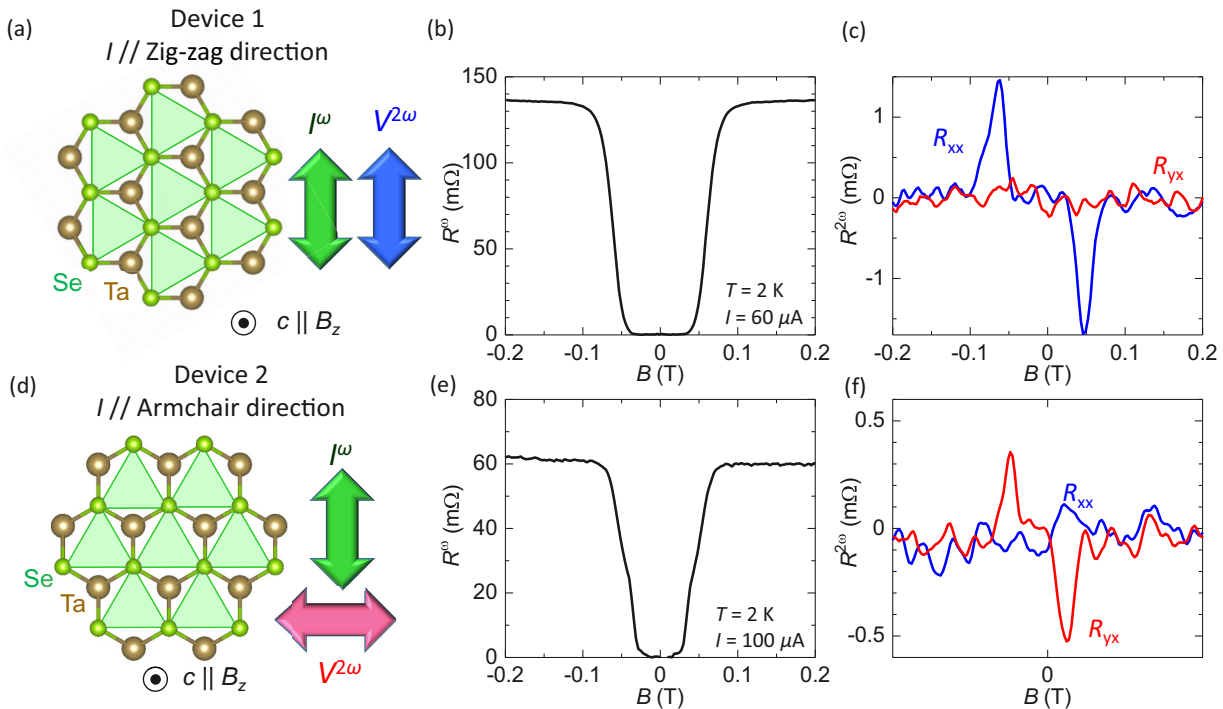 (a)
Device 1
I // Zig-zag direction
Iω
V2ω
Se
Ta
c || Bz
(b)
Rω (mΩ)
150
100
50
0
-0.2
-0.1
0
0.1
0.2
B (T)
T = 2 K
I = 60 μA
(c)
R2ω (mΩ)
1
0
-1
Rxx
Ryx
-0.2
-0.1
0
0.1
0.2
B (T)
(d)
Device 2
I // Armchair direction
Iω
Se
Ta
V2ω
c || Bz
(e)
Rω (mΩ)
80
60
40
20
0
-0.2
-0.1
0
0.1
0.2
B (T)
T = 2 K
I = 100 μA
(f)
R2ω (mΩ)
0.5
0
-0.5
Rxx
Ryx
0
B (T)